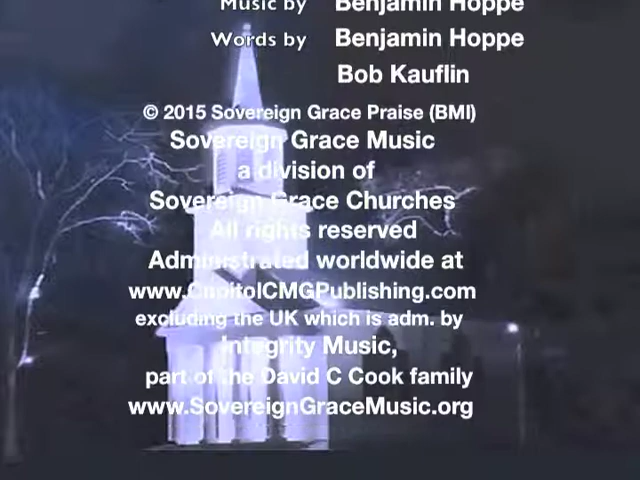 Music by Benjamin Hoppe
Words by Benjamin Hoppe
Bob Kauflin
© 2015 Sovereign Grace Praise (BMI)
Sovereign Grace Music
a division of
Sovereign Grace Churches
All rights reserved
Administrated worldwide at
www.CapitolCMGPublishing.com
excluding the UK which is adm. by
Integrity Music,
part of the David C Cook family
www.SovereignGraceMusic.org